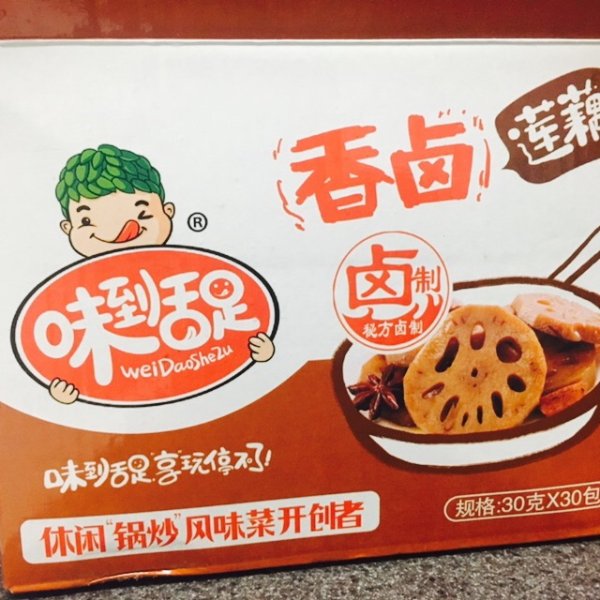 香卤
莲藕
®
味到舌足
weiDaosheZu
卤制
秘方卤制
味到舌足"享"玩停不了!
休闲"锅炒"风味菜开创者
规格:30克X30包